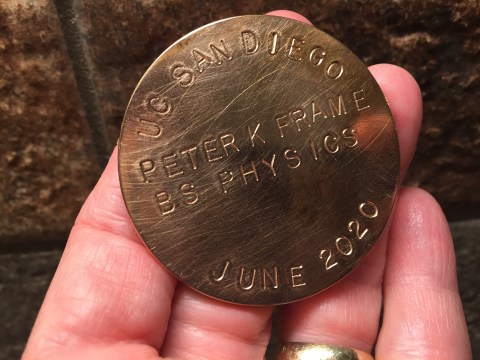 UC SAN DIEGO
PETER K FRAME
BS PHYSICS
JUNE 2020